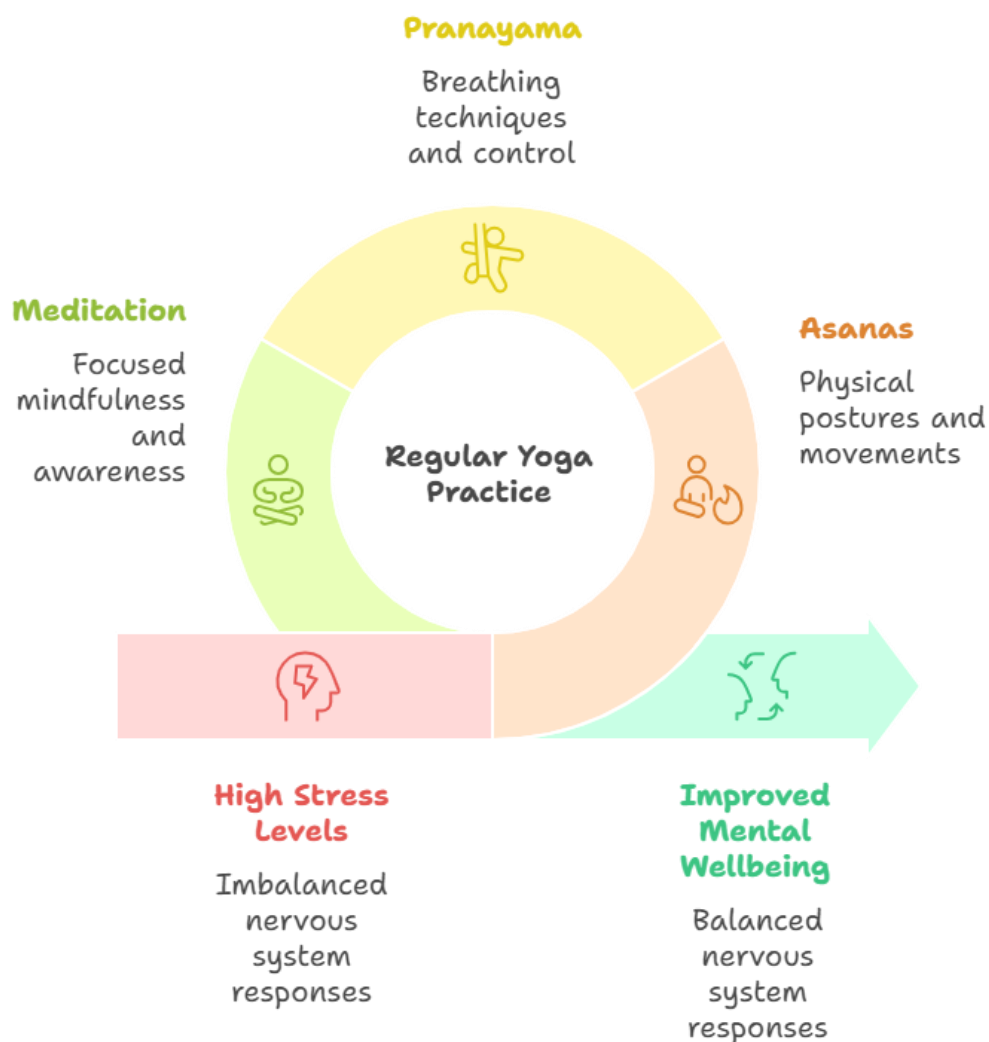 Pranayama
Breathing
techniques
and control
Meditation
Focused
mindfulness
and
awareness
Asanas
Physical
postures and
movements
Regular Yoga
Practice
High Stress
Levels
Imbalanced
nervous
system
responses
Improved
Mental
Wellbeing
Balanced
nervous
system
responses